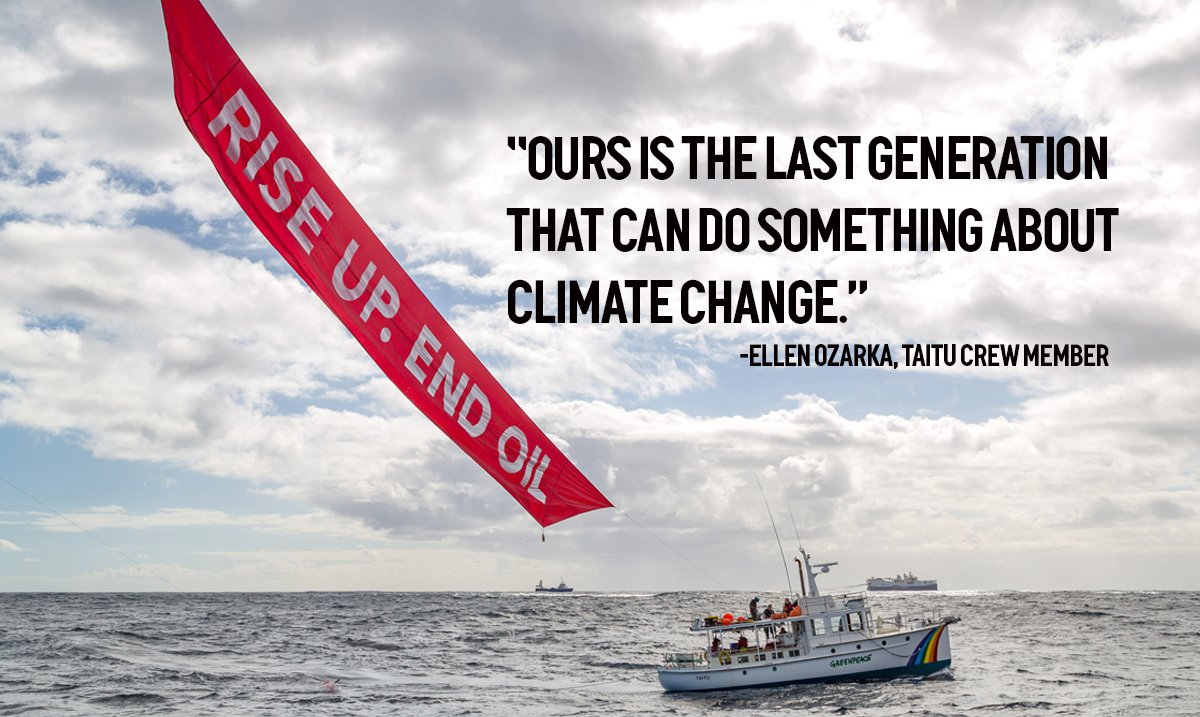 "OURS IS THE LAST GENERATION
THAT CAN DO SOMETHING ABOUT
CLIMATE CHANGE."
-ELLEN OZARKA, TAITU CREW MEMBER
RISE UP. END OIL
GREENPEACE
TAITU